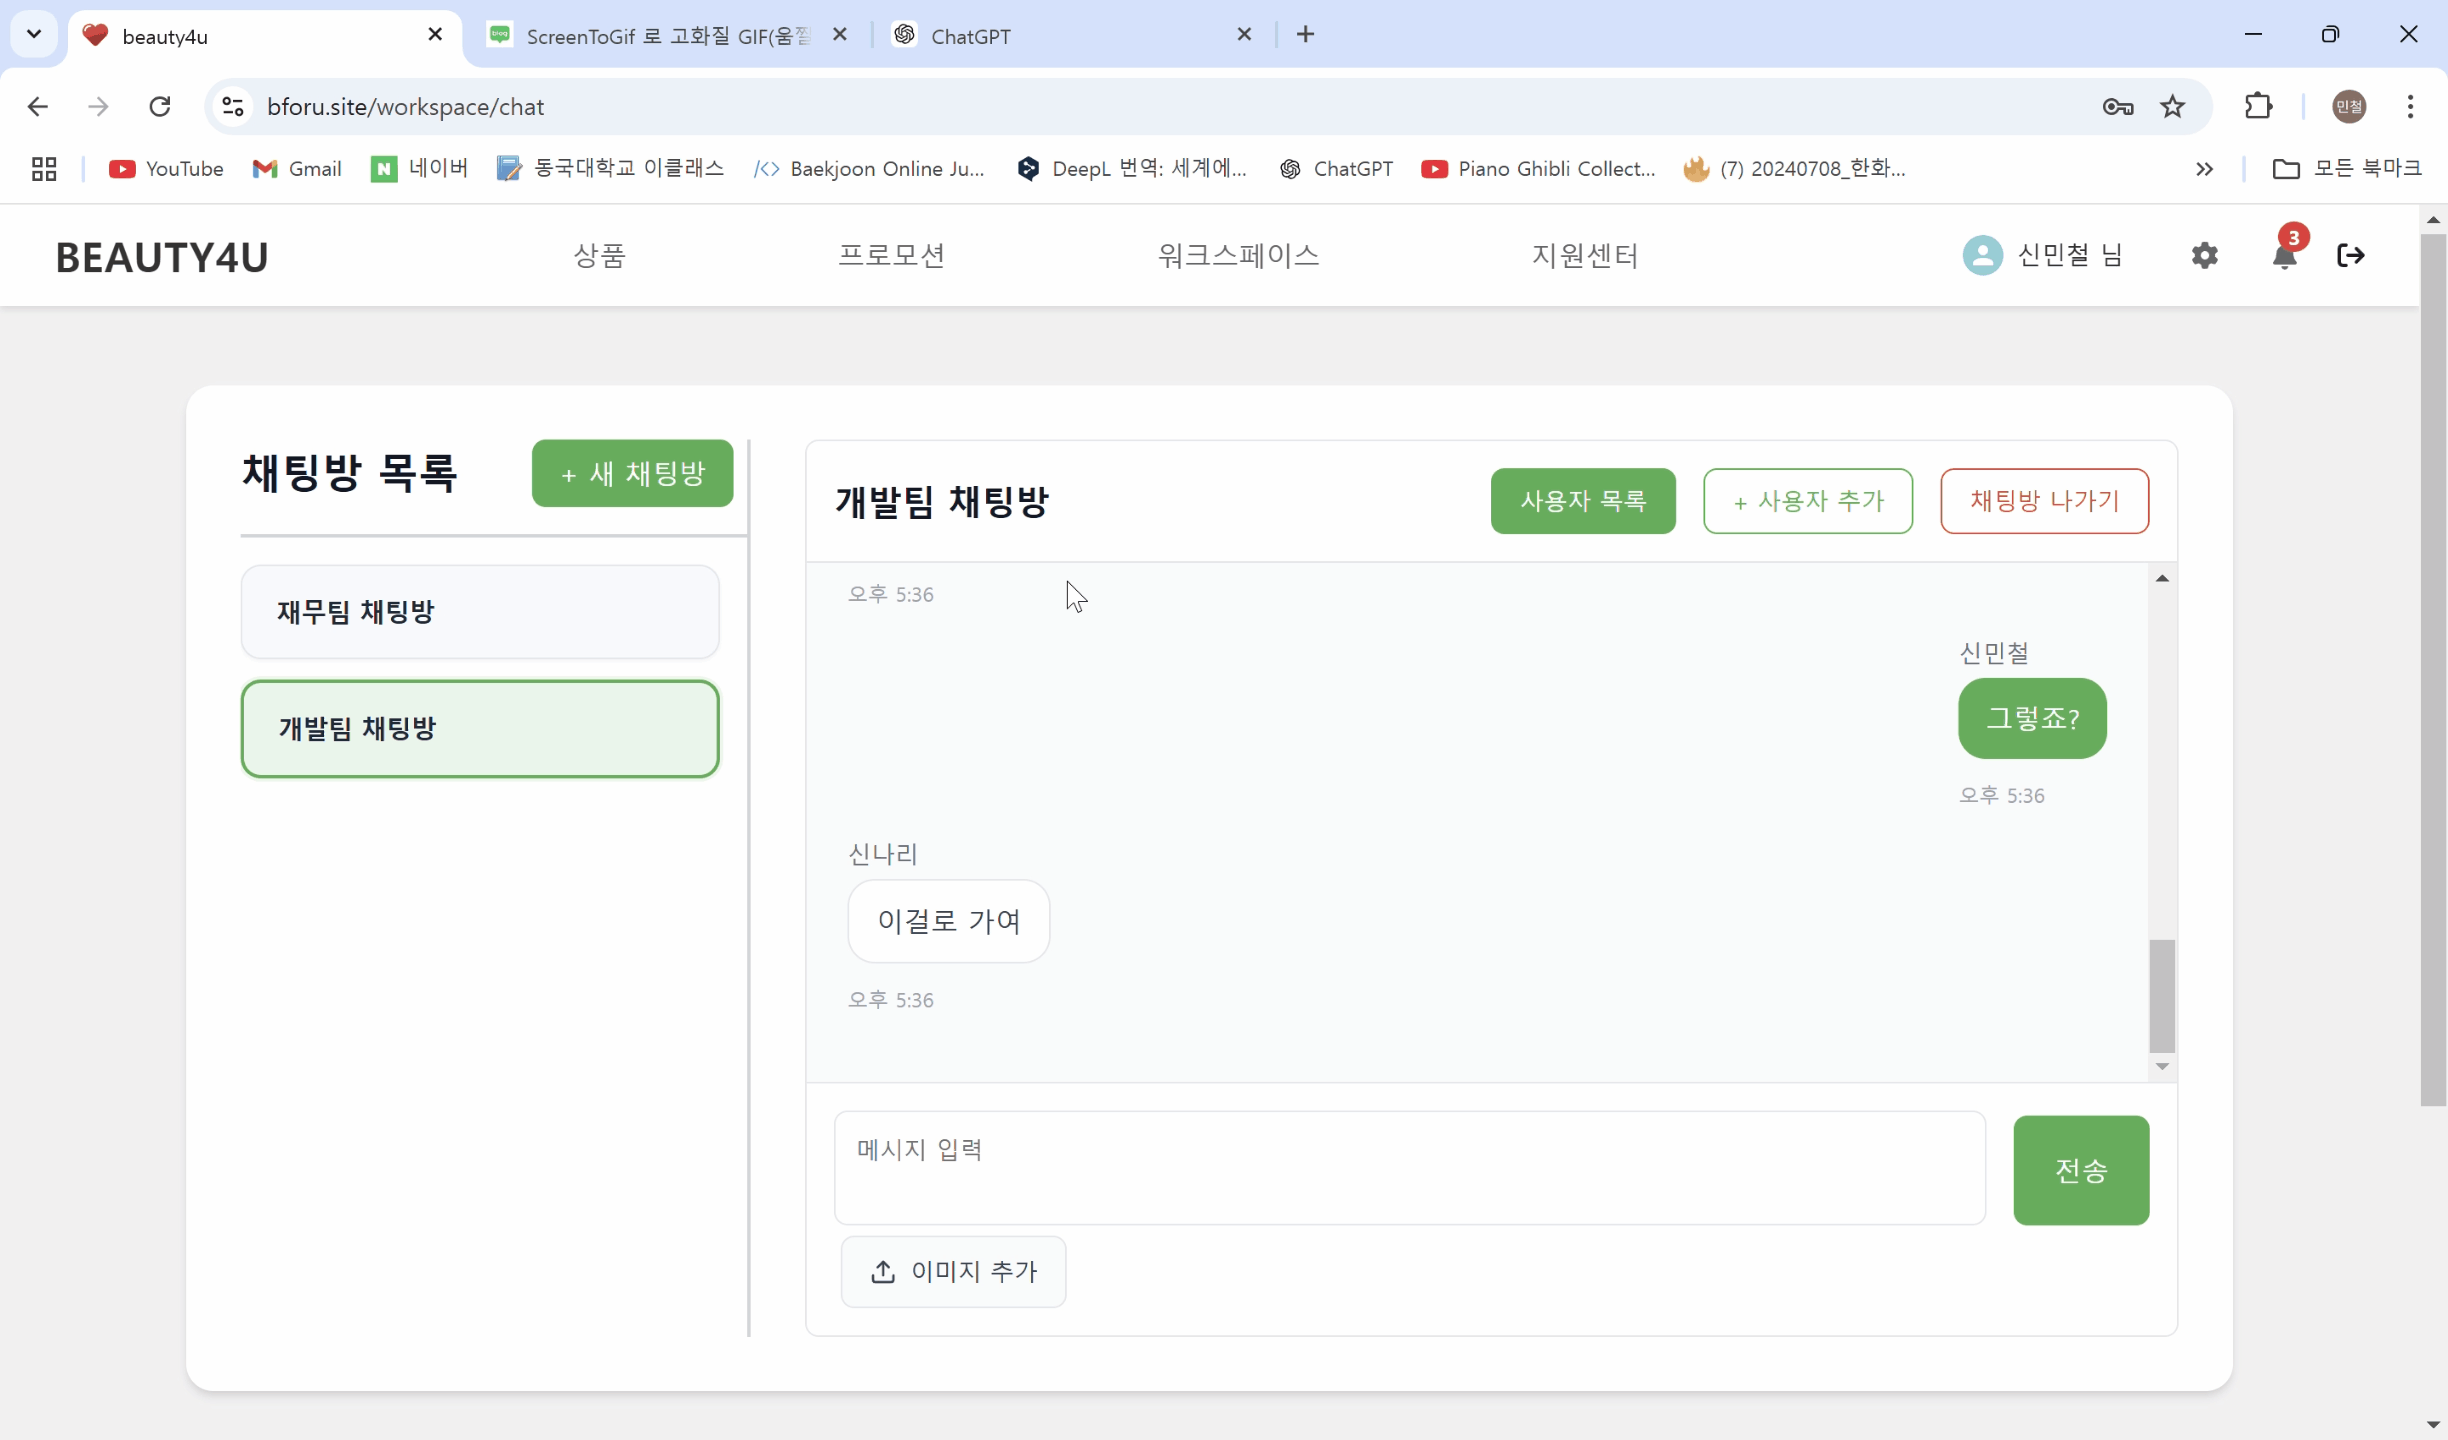 beauty4u
ScreenToGif 로 고화질 GIF(움짤
ChatGPT
bforu.site/workspace/chat
민철
YouTube
Gmail
네이버
동국대학교 이클래스
Baekjoon Online Ju...
DeepL 번역: 세계에...
ChatGPT
Piano Ghibli Collect...
(7) 20240708_한화...
모든 북마크
BEAUTY4U
상품
프로모션
워크스페이스
지원센터
신민철 님
3
채팅방 목록
+ 새 채팅방
재무팀 채팅방
개발팀 채팅방
개발팀 채팅방
사용자 목록
+ 사용자 추가
채팅방 나가기
오후 5:36
신민철
그렇죠?
오후 5:36
신나리
이걸로 가여
오후 5:36
메시지 입력
전송
이미지 추가